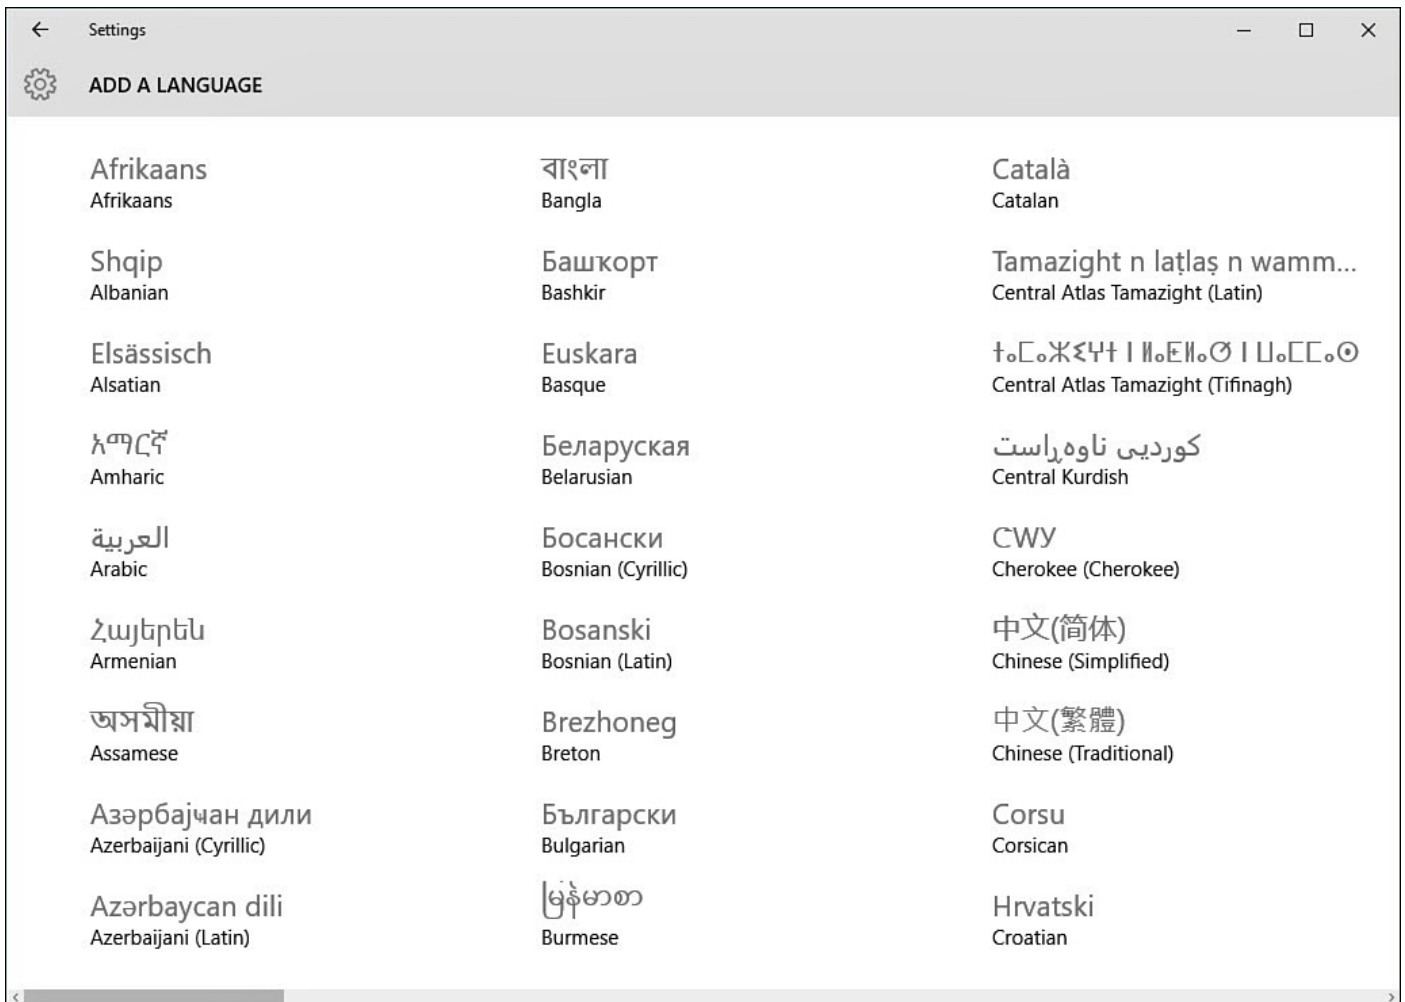 Settings
ADD A LANGUAGE
Afrikaans
Afrikaans
Shqip
Albanian
Elsässisch
Alsatian
አማርኛ
Amharic
العربية
Arabic
Հայերեն
Armenian
অসমীয়া
Assamese
Азәрбајҹан дили
Azerbaijani (Cyrillic)
Azərbaycan dili
Azerbaijani (Latin)
বাংলা
Bangla
Башҡорт
Bashkir
Euskara
Basque
Беларуская
Belarusian
Босански
Bosnian (Cyrillic)
Bosanski
Bosnian (Latin)
Brezhoneg
Breton
Български
Bulgarian
မြန်မာစာ
Burmese
Català
Catalan
Tamazight n laṭlaṣ n wamm...
Central Atlas Tamazight (Latin)
ⵜⴰⵎⴰⵣⵉⵖⵜ ⵏ ⵍⴰⵟⵍⴰⵚ ⵏ ⵡⴰⵎⵎⴰⵙ
Central Atlas Tamazight (Tifinagh)
کوردیی ناوەڕاست
Central Kurdish
ᏣᎳᎩ
Cherokee (Cherokee)
中文(简体)
Chinese (Simplified)
中文(繁體)
Chinese (Traditional)
Corsu
Corsican
Hrvatski
Croatian